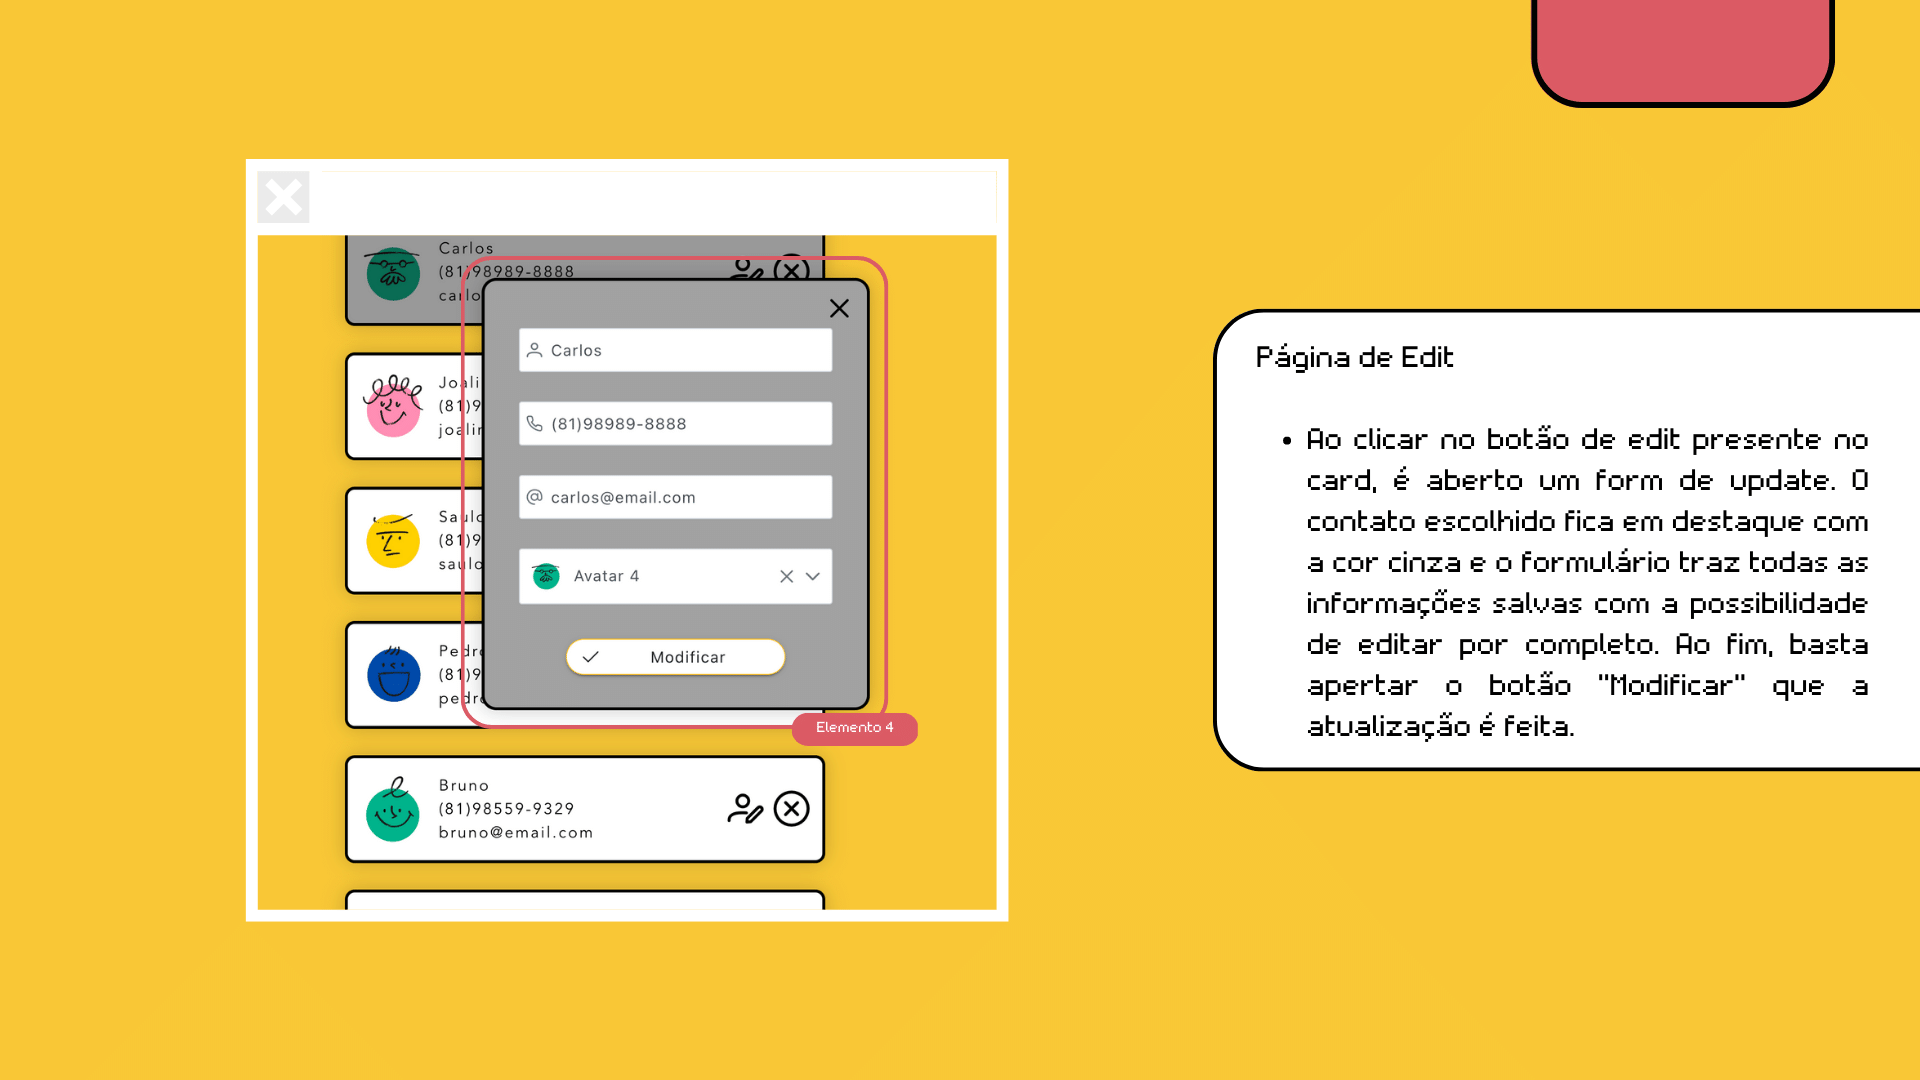 Carlos
(81)98989-8888
carlo
Carlos
(81)98989-8888
carlos@email.com
Avatar 4
Modificar
Joali
(81)9
joalir
Saulo
(81)9
saulo
Pedro
(81)9
pedro
Elemento 4
Bruno
(81)98559-9329
bruno@email.com
Página de Edit
• Ao clicar no botão de edit presente no
card, é aberto um form de update. O
contato escolhido fica em destaque com
a cor cinza e o formulário traz todas as
informações salvas com a possibilidade
de editar por completo. Ao fim, basta
apertar o botão "Modificar" que a
atualização é feita.